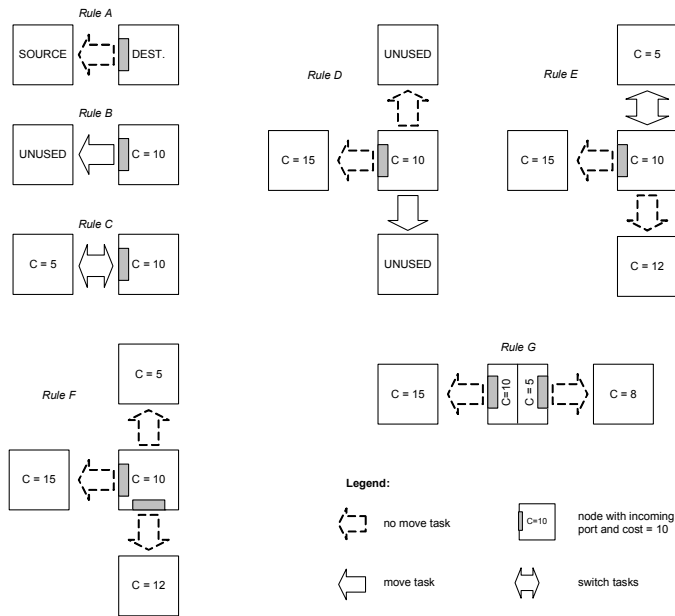 Rule A
SOURCE
DEST.
Rule B
UNUSED
C = 10
Rule C
C = 5
C = 10
Rule D
UNUSED
C = 15
C = 10
UNUSED
Rule E
C = 5
C = 15
C = 10
C = 12
Rule F
C = 5
C = 15
C = 10
C = 12
Rule G
C = 15
C=10
C = 5
C = 8
Legend:
no move task
C=10
node with incoming
port and cost = 10
move task
switch tasks